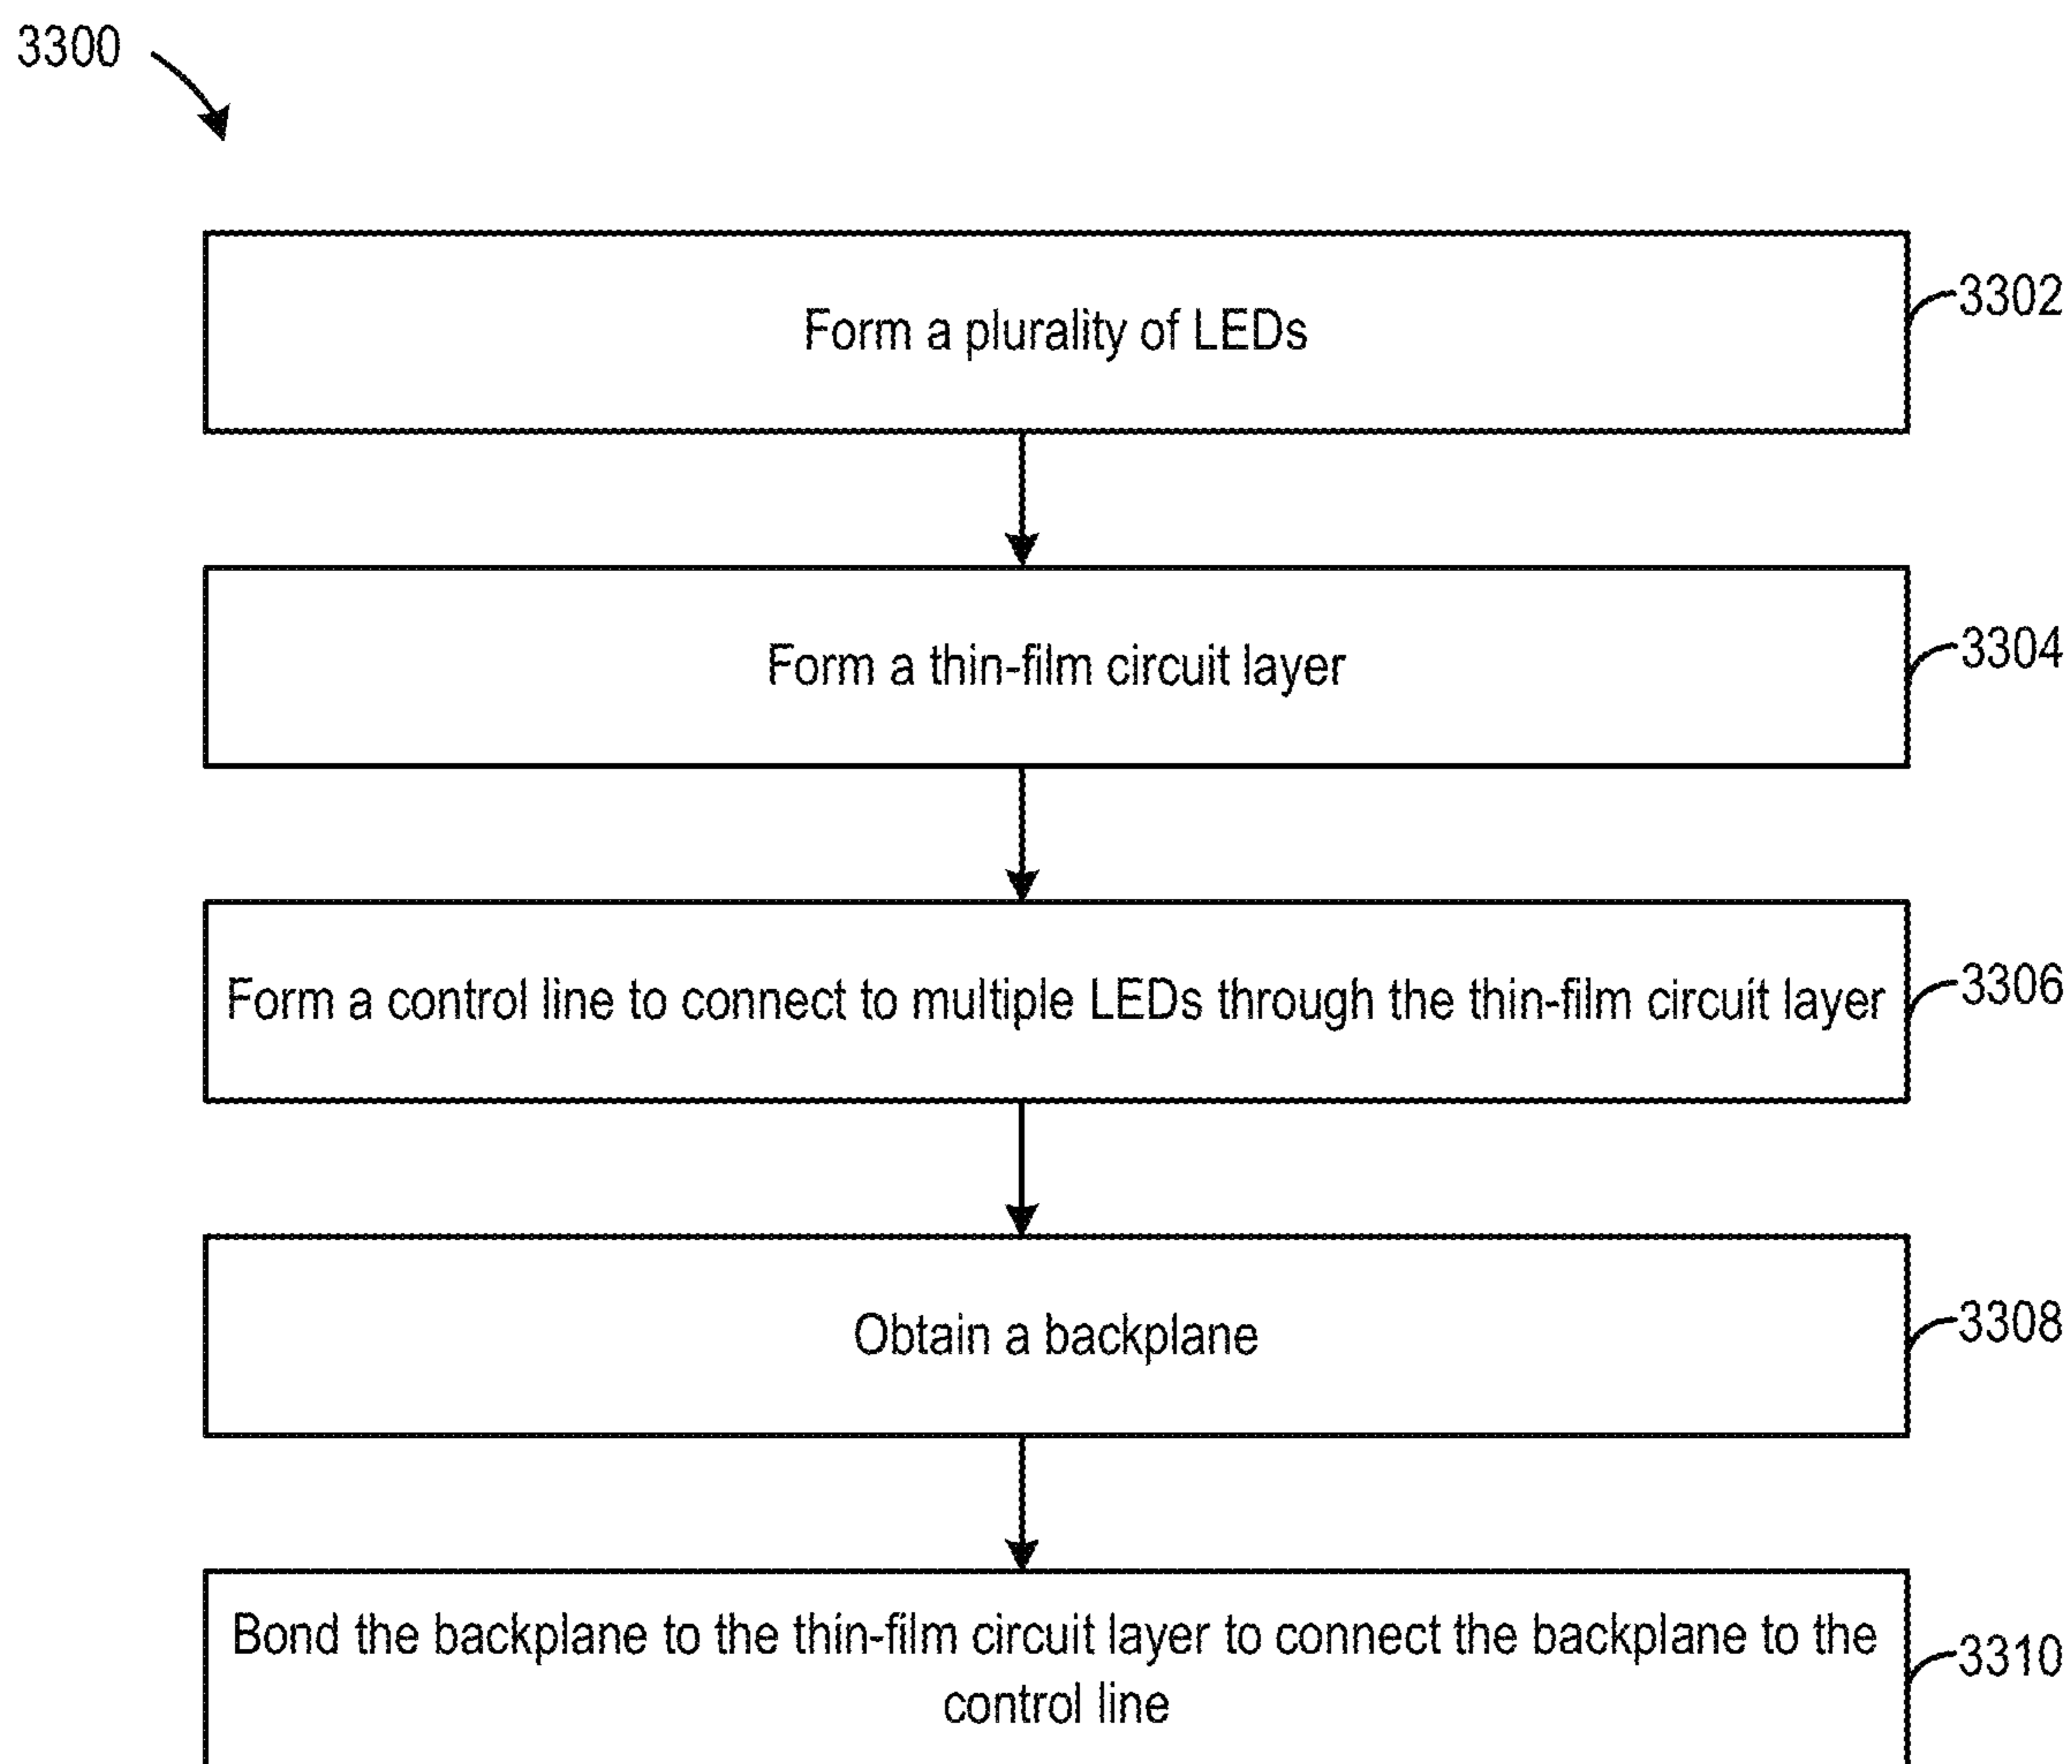 3300
Form a plurality of LEDs
3302
Form a thin-film circuit layer
3304
Form a control line to connect to multiple LEDs through the thin-film circuit layer
3306
Obtain a backplane
3308
Bond the backplane to the thin-film circuit layer to connect the backplane to the
control line
3310